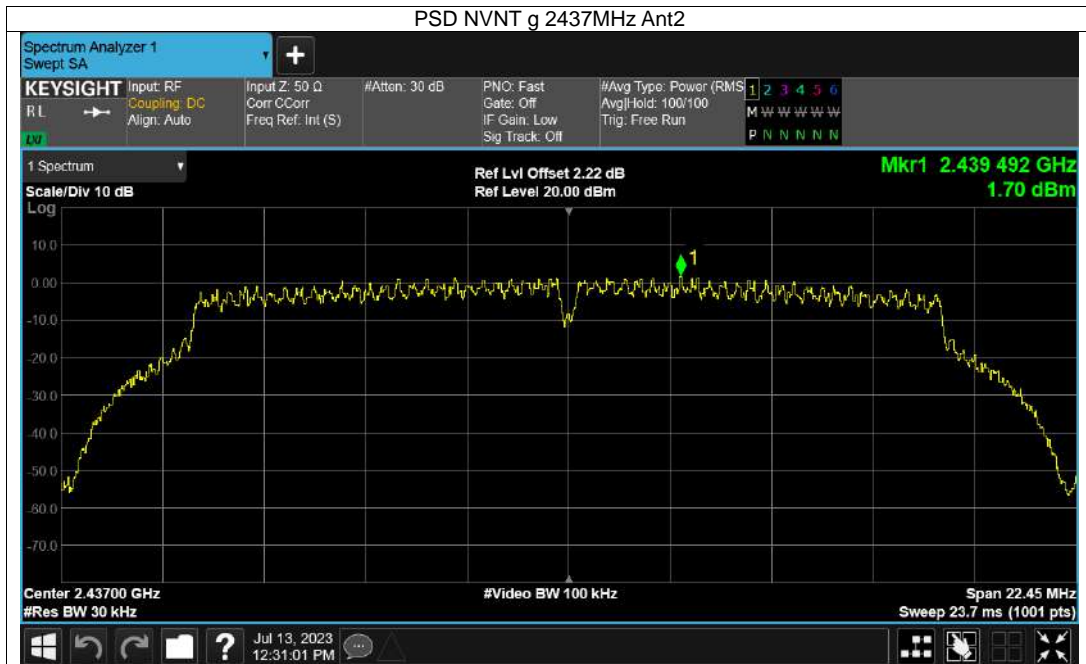 PSD NVNT g 2437MHz Ant2
Spectrum Analyzer 1
Swept SA
+
KEYSIGHT Input: RF
RL Coupling: DC
Align: Auto
LXI
Input Z: 50 Ω
Corr CCorr
Freq Ref: Int (S)
#Atten: 30 dB
PNO: Fast
Gate: Off
IF Gain: Low
Sig Track: Off
#Avg Type: Power (RMS
Avg|Hold: 100/100
Trig: Free Run
1 2 3 4 5 6
M W W W W W
P N N N N N
1 Spectrum
Scale/Div 10 dB
Log
Ref Lvl Offset 2.22 dB
Ref Level 20.00 dBm
Mkr1 2.439 492 GHz
1.70 dBm
10.0
0.00
-10.0
-20.0
-30.0
-40.0
-50.0
-60.0
-70.0
1
Center 2.43700 GHz
#Res BW 30 kHz
#Video BW 100 kHz
Span 22.45 MHz
Sweep 23.7 ms (1001 pts)
?
Jul 13, 2023
12:31:01 PM